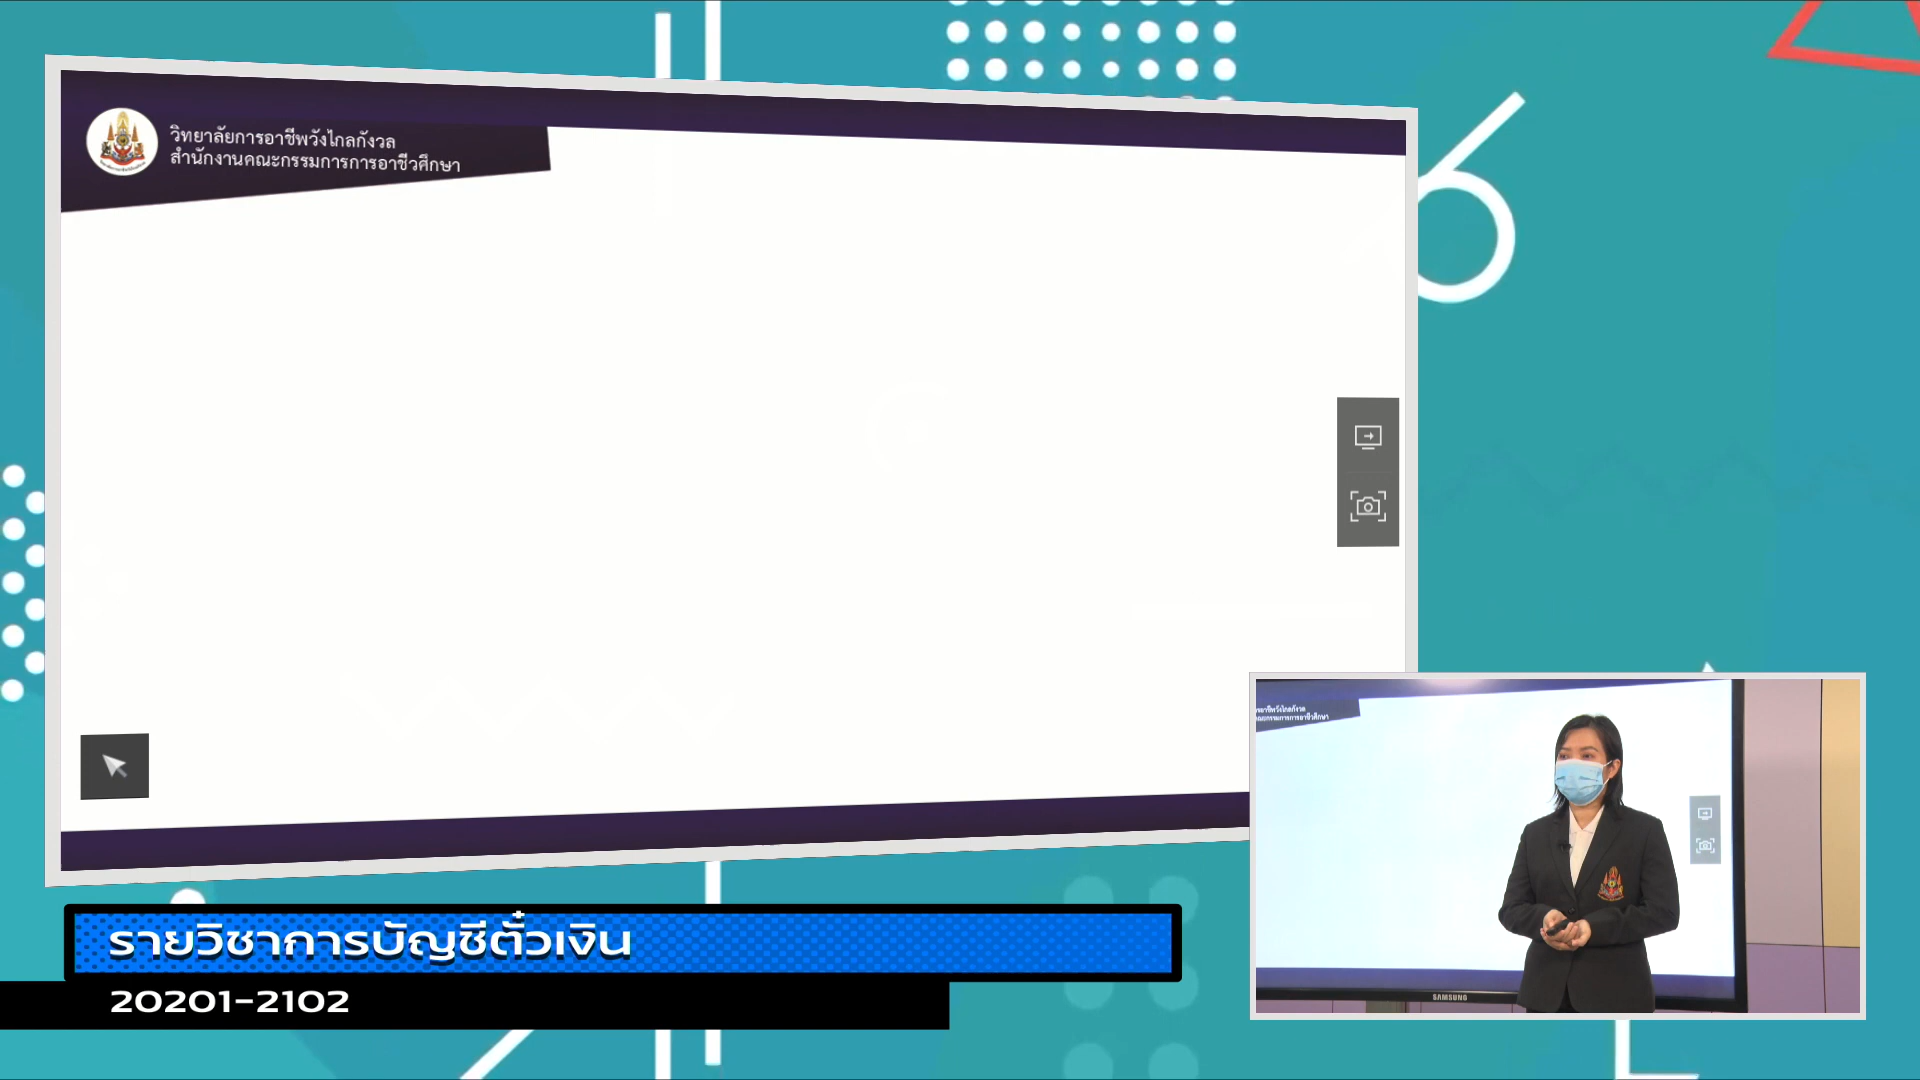 วิทยาลัยการอาชีพวังไกลกังวล
สำนักงานคณะกรรมการการอาชีวศึกษา
SAMSUNG
รายวิชาการบัญชีตั๋วเงิน
20201-2102